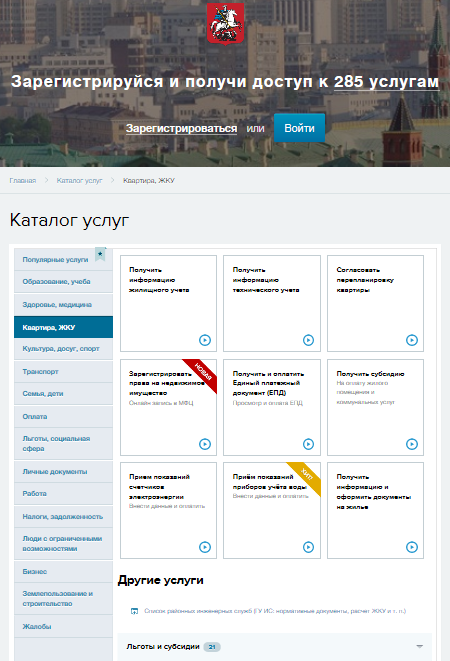 Зарегистрируйся и получи доступ к 285 услугам
Зарегистрироваться или Войти
Главная > Каталог услуг > Квартира, ЖКУ
Каталог услуг
Популярные услуги
Образование, учеба
Здоровье, медицина
Квартира, ЖКУ
Культура, досуг, спорт
Транспорт
Семья, дети
Оплата
Льготы, социальная
сфера
Личные документы
Работа
Налоги, задолженность
Люди с ограниченными
возможностями
Бизнес
Землепользование и
строительство
Жалобы
Получить
информацию
жилищного учета
Получить
информацию
технического учета
Согласовать
перепланировку
квартиры
НОВАЯ
Зарегистрировать
права на недвижимое
имущество
Онлайн запись в МФЦ
Получить и оплатить
Единый платежный
документ (ЕПД)
Просмотр и оплата ЕПД
Получить субсидию
На оплату жилого
помещения и
коммунальных услуг
Прием показаний
счетчиков
электроэнергии
Внести данные и оплатить
ХИТ
Приём показаний
приборов учёта воды
Внести данные и оплатить
Получить
информацию и
оформить документы
на жилье
Другие услуги
Список районных инженерных служб (ГУ ИС; нормативные документы, расчет ЖКУ и т. п.)
Льготы и субсидии 21